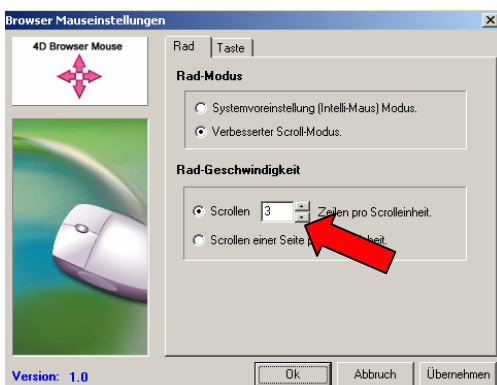 Browser Mauseinstellungen
4D Browser Mouse
Rad Taste
Rad-Modus
Systemvoreinstellung (Intelli-Maus) Modus.
Verbesserter Scroll-Modus.
Rad-Geschwindigkeit
Scrollen 3 Zeilen pro Scrolleinheit.
Scrollen einer Seite
Version: 1.0
Ok Abbruch Übernehmen